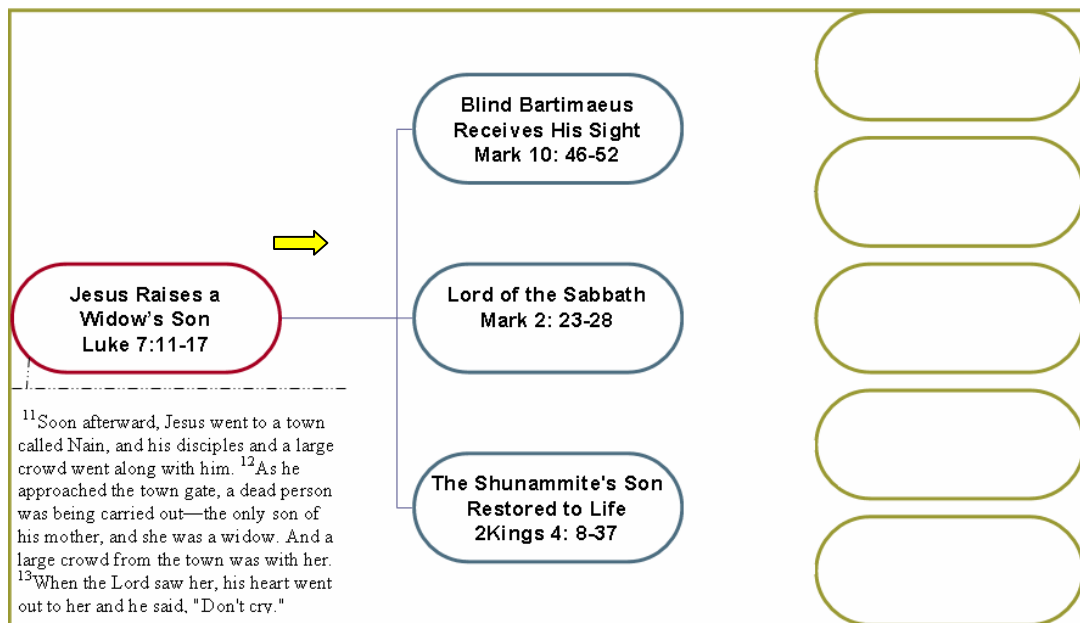 Blind Bartimaeus
Receives His Sight
Mark 10: 46-52
Jesus Raises a
Widow's Son
Luke 7:11-17
Lord of the Sabbath
Mark 2: 23-28
The Shunammite's Son
Restored to Life
2Kings 4: 8-37
11Soon afterward, Jesus went to a town
called Nain, and his disciples and a large
crowd went along with him. 12As he
approached the town gate, a dead person
was being carried out—the only son of
his mother, and she was a widow. And a
large crowd from the town was with her.
13When the Lord saw her, his heart went
out to her and he said, "Don't cry."